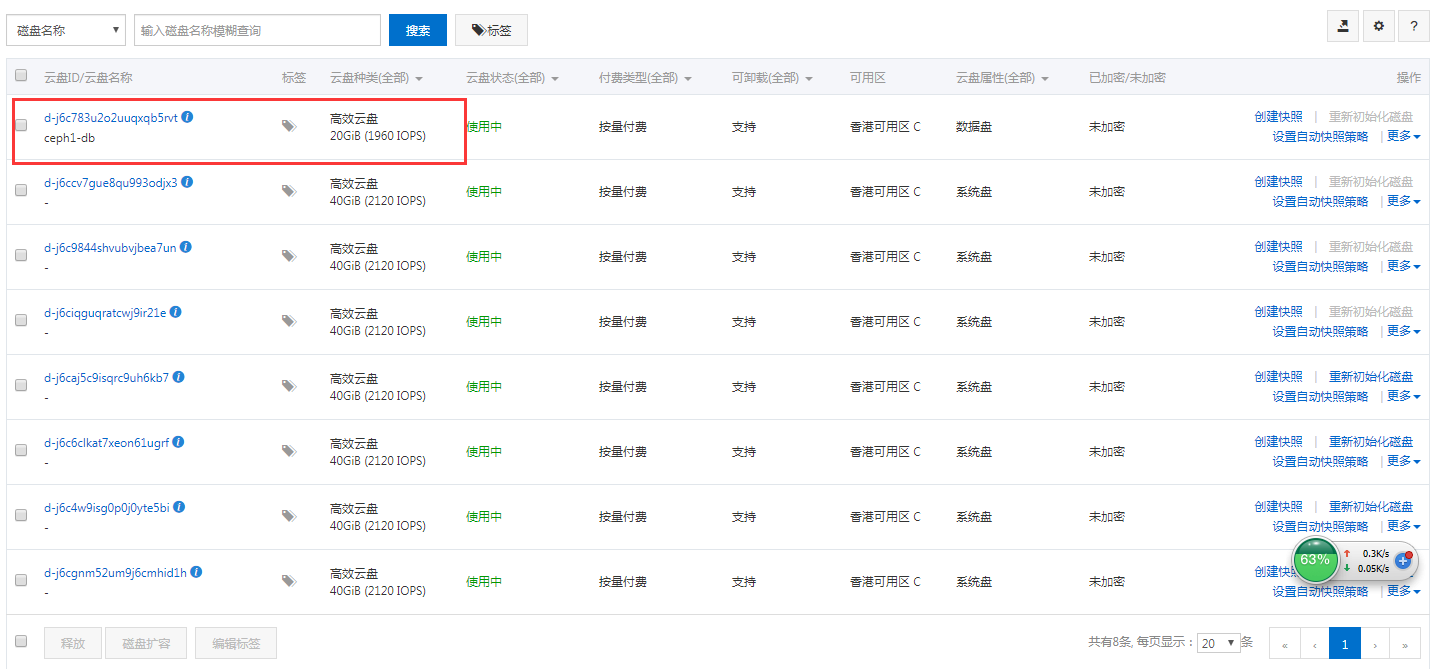 磁盘名称 输入磁盘名称模糊查询 搜索 标签 ?
云盘ID/云盘名称 标签 云盘种类(全部) 云盘状态(全部) 付费类型(全部) 可卸载(全部) 可用区 云盘属性(全部) 已加密/未加密 操作
d-j6c783u2o2uuqxqb5rvt 高效云盘 创建快照 | 重新初始化磁盘
ceph1-db 20GiB (1960 IOPS) 使用中 按量付费 支持 香港可用区 C 数据盘 未加密 设置自动快照策略 | 更多
d-j6ccv7gue8qu993odjx3 高效云盘 创建快照 | 重新初始化磁盘
- 40GiB (2120 IOPS) 使用中 按量付费 支持 香港可用区 C 系统盘 未加密 设置自动快照策略 | 更多
d-j6c9844shvubvjbea7un 高效云盘 创建快照 | 重新初始化磁盘
- 40GiB (2120 IOPS) 使用中 按量付费 支持 香港可用区 C 系统盘 未加密 设置自动快照策略 | 更多
d-j6ciqguqratcwj9ir21e 高效云盘 创建快照 | 重新初始化磁盘
- 40GiB (2120 IOPS) 使用中 按量付费 支持 香港可用区 C 系统盘 未加密 设置自动快照策略 | 更多
d-j6caj5c9isqrc9uh6kb7 高效云盘 创建快照 | 重新初始化磁盘
- 40GiB (2120 IOPS) 使用中 按量付费 支持 香港可用区 C 系统盘 未加密 设置自动快照策略 | 更多
d-j6c6clkat7xeon61ugrf 高效云盘 创建快照 | 重新初始化磁盘
- 40GiB (2120 IOPS) 使用中 按量付费 支持 香港可用区 C 系统盘 未加密 设置自动快照策略 | 更多
d-j6c4w9isg0p0j0yte5bi 高效云盘 创建快照 | 重新初始化磁盘
- 40GiB (2120 IOPS) 使用中 按量付费 支持 香港可用区 C 系统盘 未加密 设置自动快照策略 | 更多
63% 0.3K/s
0.05K/s
d-j6cgnm52um9j6cmhid1h 高效云盘 创建快
- 40GiB (2120 IOPS) 使用中 按量付费 支持 香港可用区 C 系统盘 未加密 设置自动快照策略 | 更多
释放 磁盘扩容 编辑标签 共有8条, 每页显示： 20 条 « ‹ 1 › »